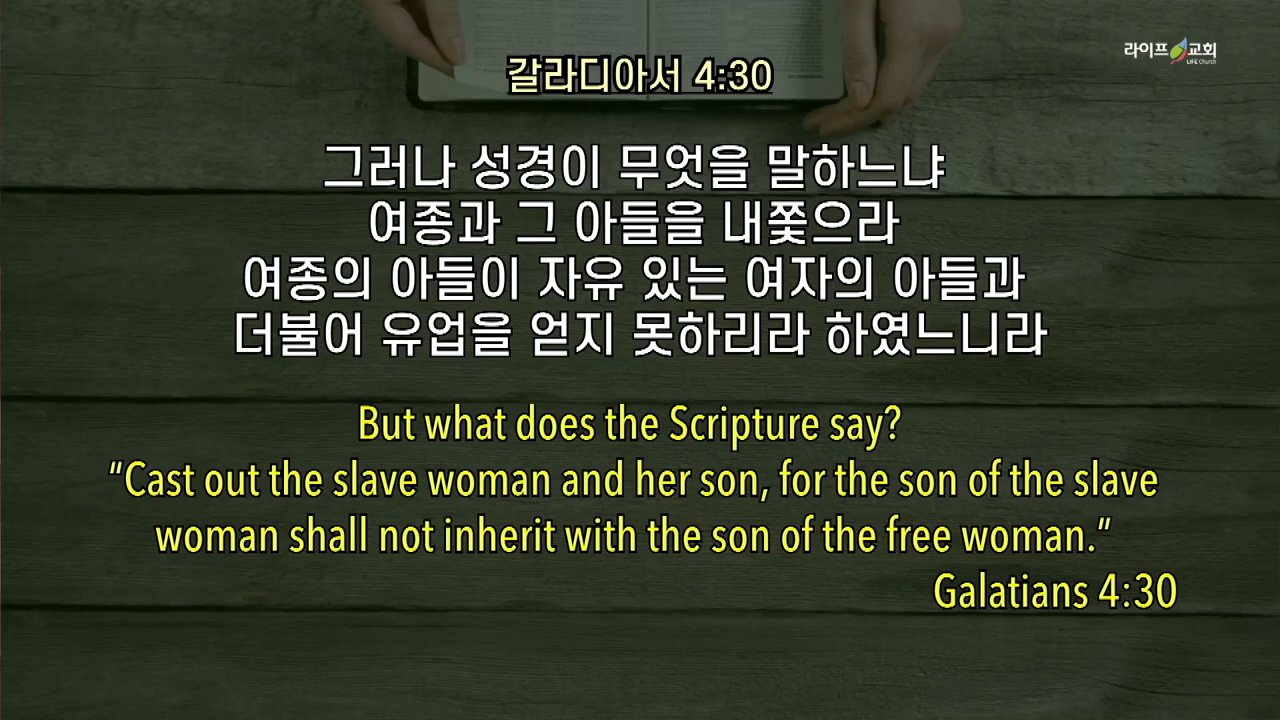 라이프 교회
LIFE Church
갈라디아서 4:30
그러나 성경이 무엇을 말하느냐
여종과 그 아들을 내쫓으라
여종의 아들이 자유 있는 여자의 아들과
더불어 유업을 얻지 못하리라 하였느니라
But what does the Scripture say?
“Cast out the slave woman and her son, for the son of the slave
woman shall not inherit with the son of the free woman.”
Galatians 4:30